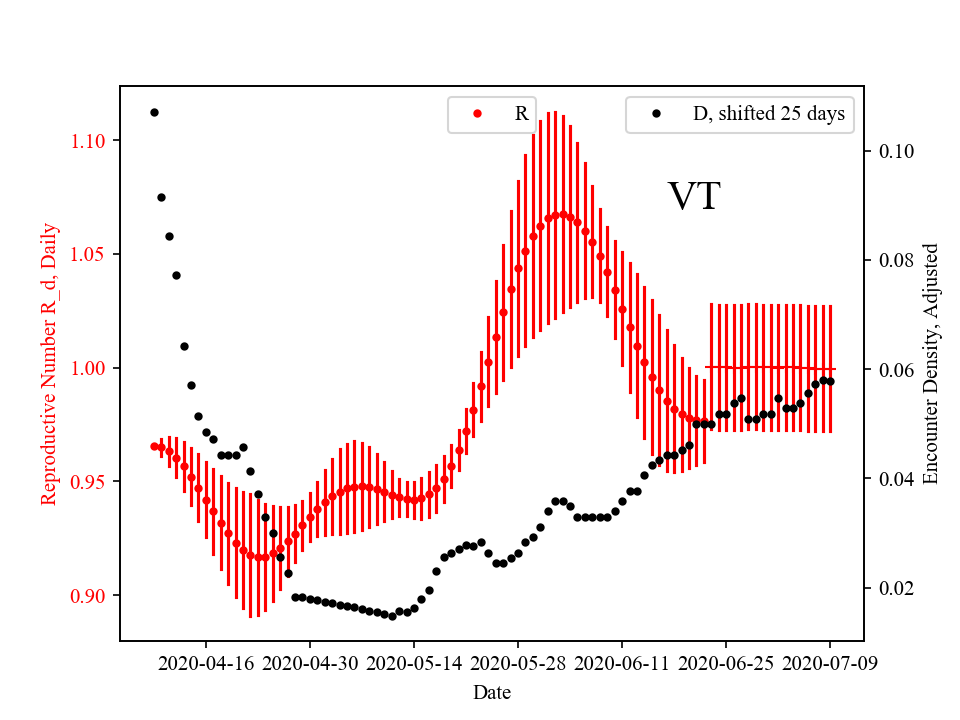 R
D, shifted 25 days
VT
Reproductive Number R_d, Daily
1.10
1.05
1.00
0.95
0.90
0.10
0.08
0.06
0.04
0.02
Encounter Density, Adjusted
2020-04-16 2020-04-30 2020-05-14 2020-05-28 2020-06-11 2020-06-25 2020-07-09
Date